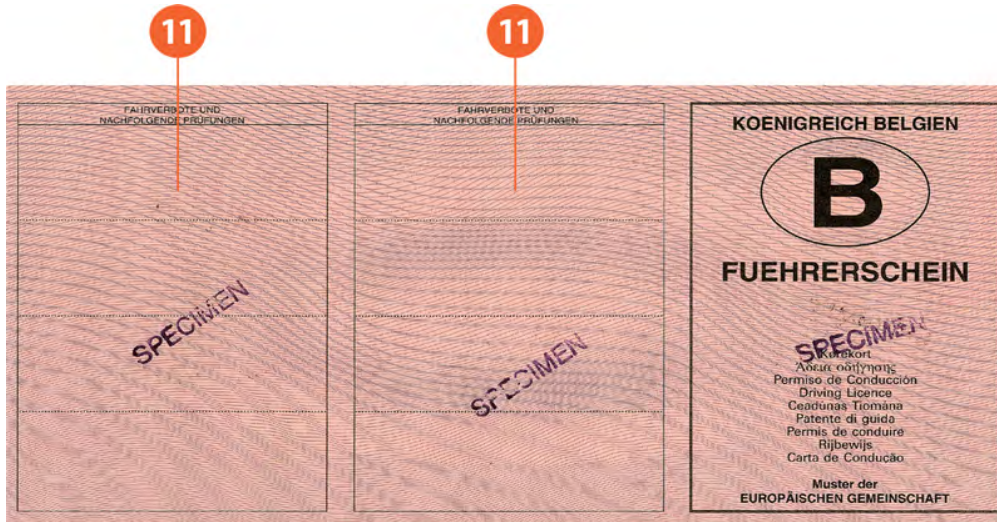 11
11
FAHRVERBOTE UND
NACHFOLGENDE PRÜFUNGEN
SPECIMEN
FAHRVERBOTE UND
NACHFOLGENDE PRÜFUNGEN
SPECIMEN
KOENIGREICH BELGIEN
B
FUEHRERSCHEIN
SPECIMEN
Kørekort
Άδεια οδήγησης
Permiso de Conducción
Driving Licence
Ceadúnas Tiomána
Patente di guida
Permis de conduire
Rijbewijs
Carta de Condução
Muster der
EUROPÄISCHEN GEMEINSCHAFT